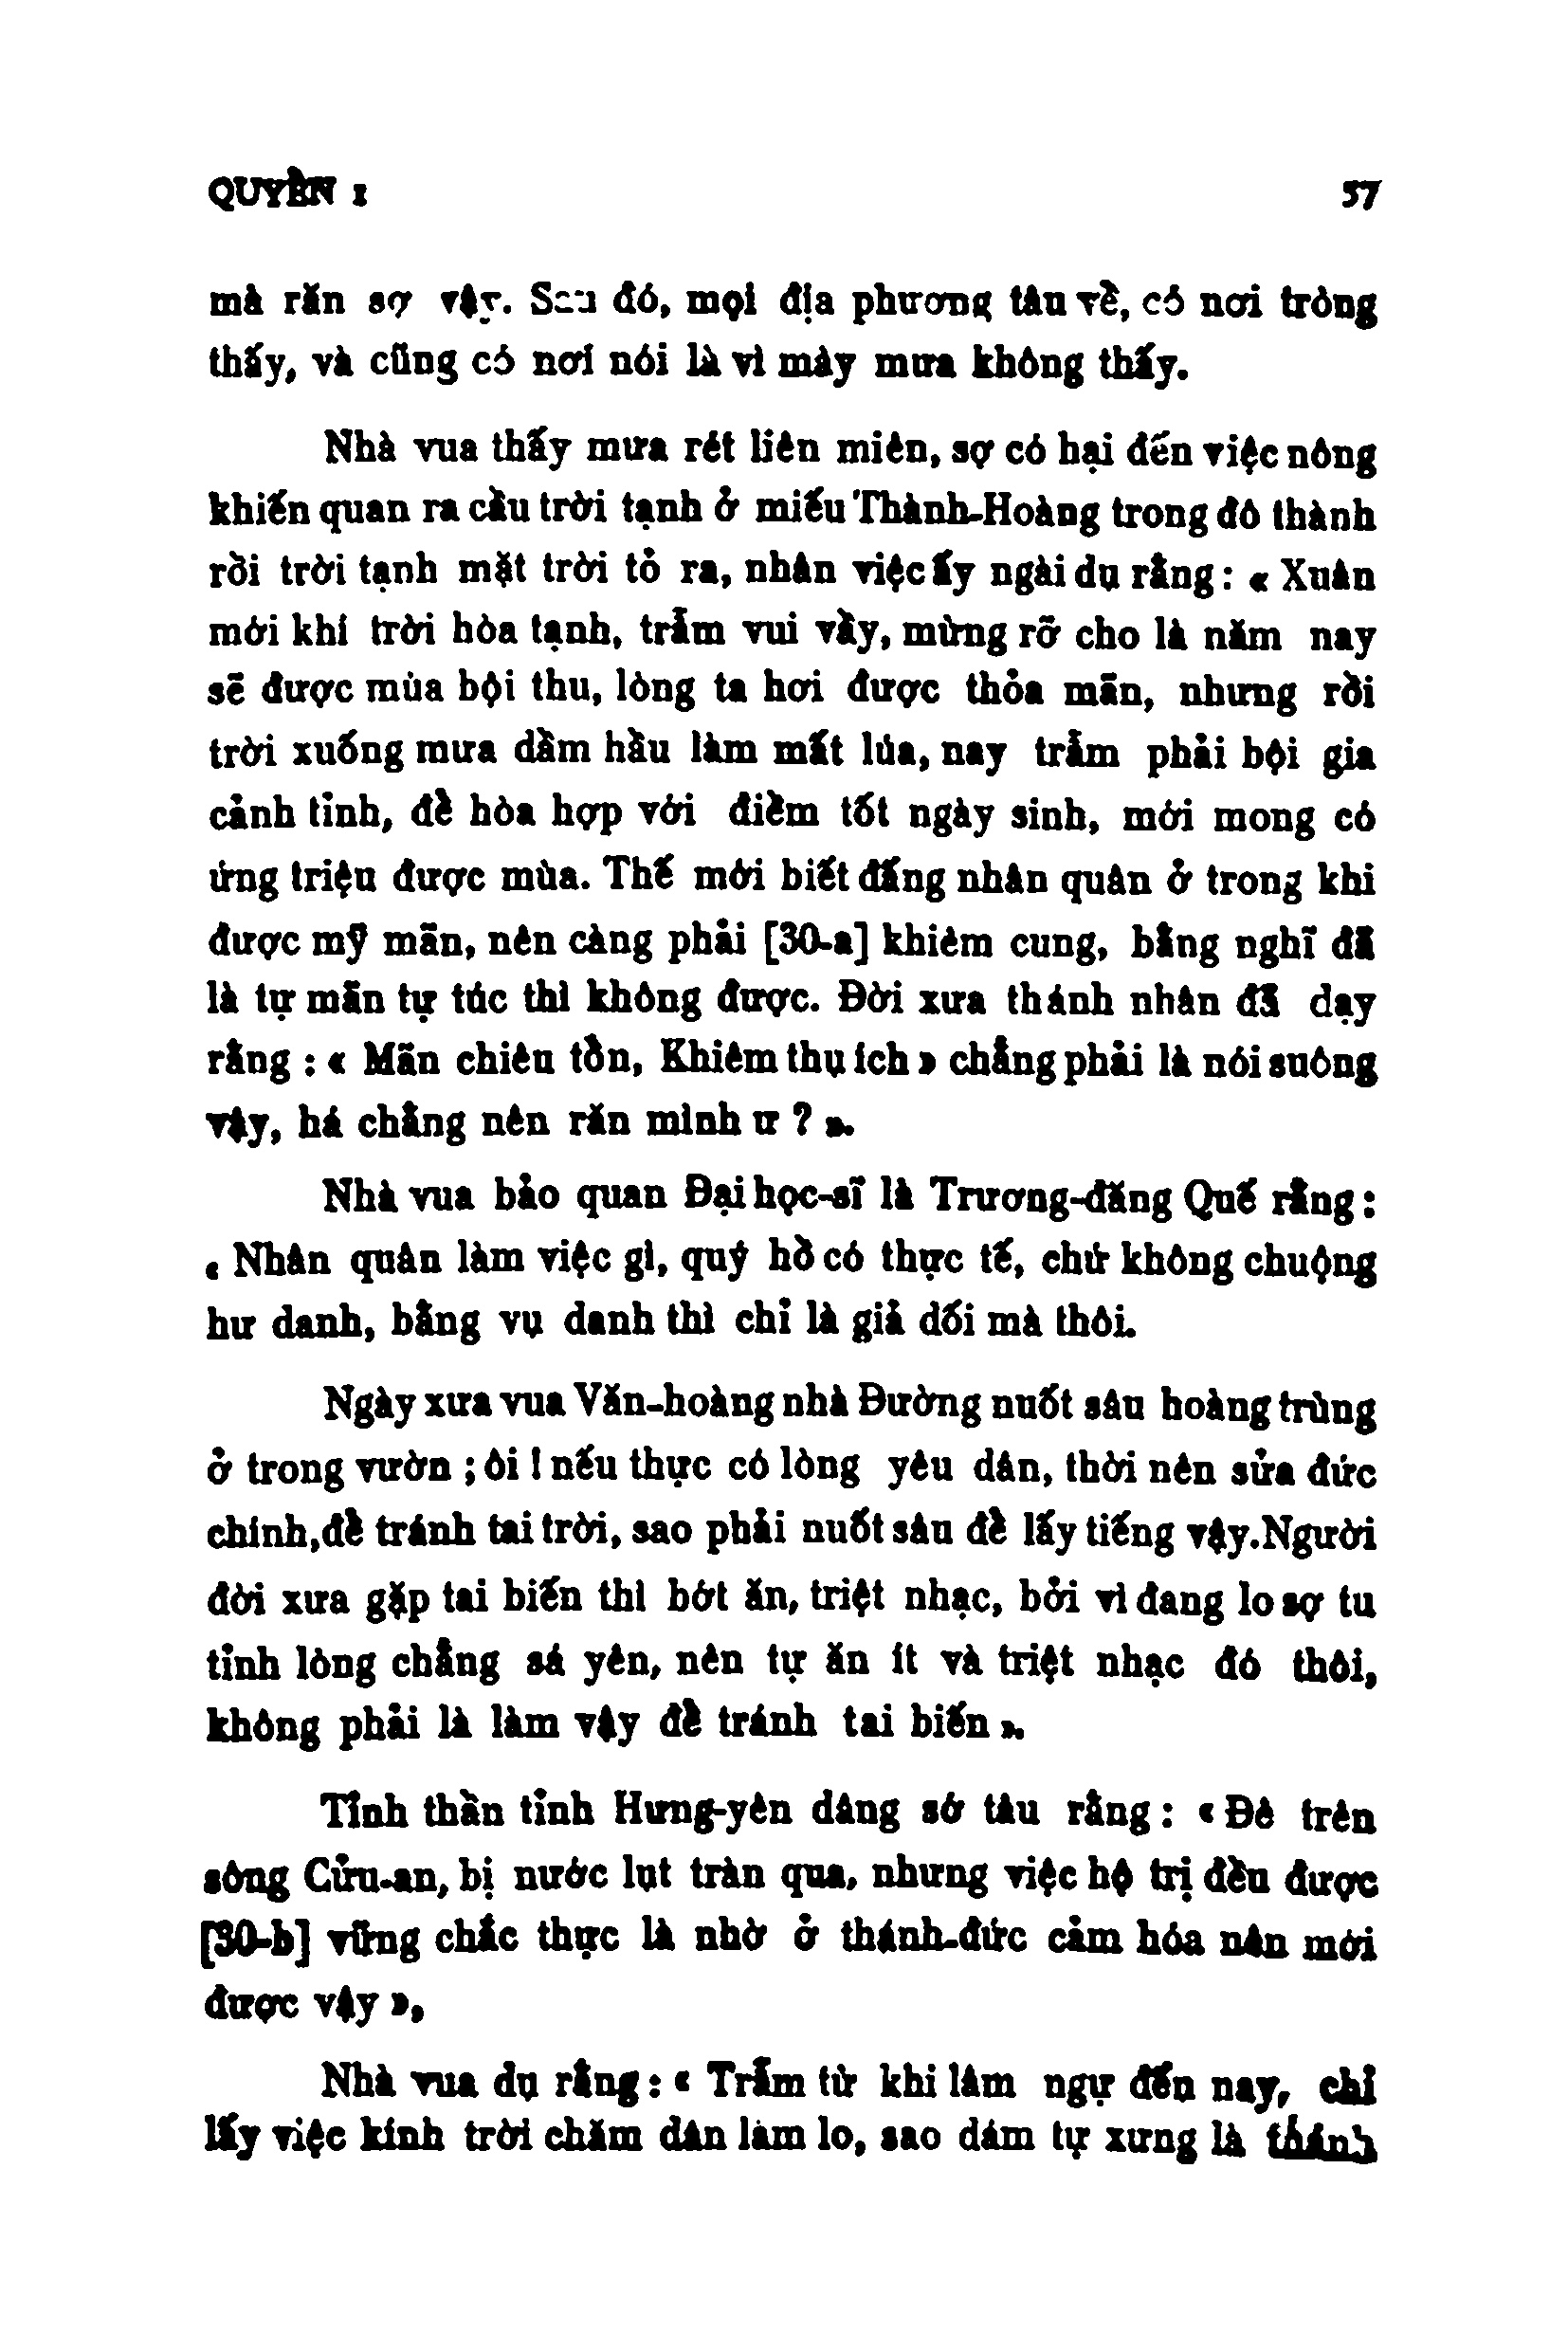 QUYỀN I 57
mà răn sợ vậy. Sau đó, mọi địa phương tâu về, có nơi tròng
thấy, và cũng có nơi nói là vì mây mưa không thấy.
Nhà vua thấy mưa rét liên miên, sợ có hại đến việc nông
khiến quan ra cầu trời tạnh ở miếu Thành-Hoàng trong đô thành
rồi trời tạnh mặt trời tỏ ra, nhân việc ấy ngài dụ rằng : « Xuân
mới khí trời hòa tạnh, trẫm vui vầy, mừng rỡ cho là năm nay
sẽ được mùa bội thu, lòng ta hơi được thỏa mãn, nhưng rồi
trời xuống mưa dầm hầu làm mất lúa, nay trẫm phải bội gia
cảnh tỉnh, để hòa hợp với điềm tốt ngày sinh, mới mong có
ứng triệu được mùa. Thế mới biết đấng nhân quân ở trong khi
được mỹ mãn, nên càng phải [30-a] khiêm cung, bằng nghĩ đã
là tự mãn tự túc thì không được. Đời xưa thánh nhân đã dạy
rằng : « Mãn chiêu tổn, Khiêm thụ ích » chẳng phải là nói suông
vậy, há chẳng nên răn mình ư ? ».
Nhà vua bảo quan Đại học-sĩ là Trương-đăng Quế rằng :
« Nhân quân làm việc gì, quý hồ có thực tế, chứ không chuộng
hư danh, bằng vụ danh thì chỉ là giả dối mà thôi.
Ngày xưa vua Văn-hoàng nhà Đường nuốt sâu hoàng trùng
ở trong vườn ; ôi ! nếu thực có lòng yêu dân, thời nên sửa đức
chính,để tránh tai trời, sao phải nuốt sâu để lấy tiếng vậy.Người
đời xưa gặp tai biến thì bớt ăn, triệt nhạc, bởi vì đang lo sợ tu
tỉnh lòng chẳng sá yên, nên tự ăn ít và triệt nhạc đó thôi,
không phải là làm vậy để tránh tai biến ».
Tỉnh thần tỉnh Hưng-yên dâng sớ tâu rằng : « Đê trên
sông Cửu-an, bị nước lụt tràn qua, nhưng việc hộ trị đều được
[30-b] vững chắc thực là nhờ ở thánh-đức cảm hóa nên mới
được vậy »,
Nhà vua dụ rằng : « Trẫm từ khi lâm ngự đến nay, chỉ
lấy việc kính trời chăm dân làm lo, sao dám tự xưng là thánh